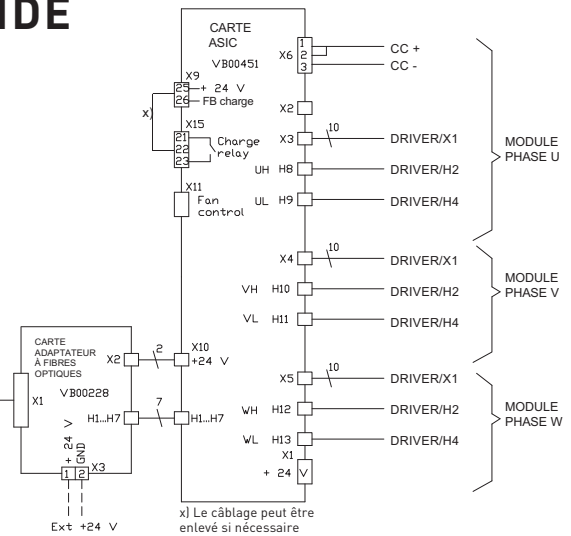 IDE
CARTE
ASIC
VB00451
X9
25 + 24 V
26 FB charge
x)
X15
21
22
23
Charge
relay
X11
Fan
control
X6
1
2
3
CC +
CC -
X2
X3
10
DRIVER/X1
UH H8
DRIVER/H2
UL H9
DRIVER/H4
MODULE
PHASE U
X4
10
DRIVER/X1
VH H10
DRIVER/H2
VL H11
DRIVER/H4
MODULE
PHASE V
X5
10
DRIVER/X1
WH H12
DRIVER/H2
WL H13
DRIVER/H4
MODULE
PHASE W
X1
+ 24 V
X10
+24 V
H1...H7
CARTE
ADAPTATEUR
À FIBRES
OPTIQUES
VB00228
X1
X2
2
H1...H7
7
+ 24 V
GND
1 2 X3
Ext +24 V
x) Le câblage peut être
enlevé si nécessaire